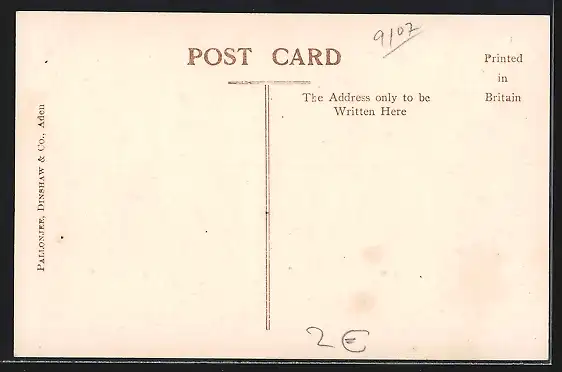 POST CARD
9107
Printed
in
Britain
The Address only to be
Written Here
PALLONJEE, DINSHAW & Co., Aden
2 €